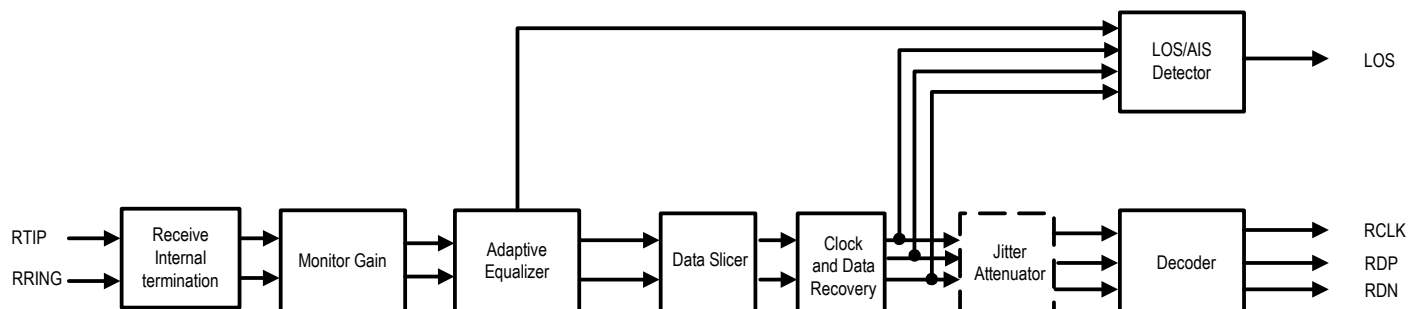 LOS/AIS
Detector
LOS
RTIP
RRING
Receive
Internal
termination
Monitor Gain
Adaptive
Equalizer
Data Slicer
Clock
and Data
Recovery
Jitter
Attenuator
Decoder
RCLK
RDP
RDN